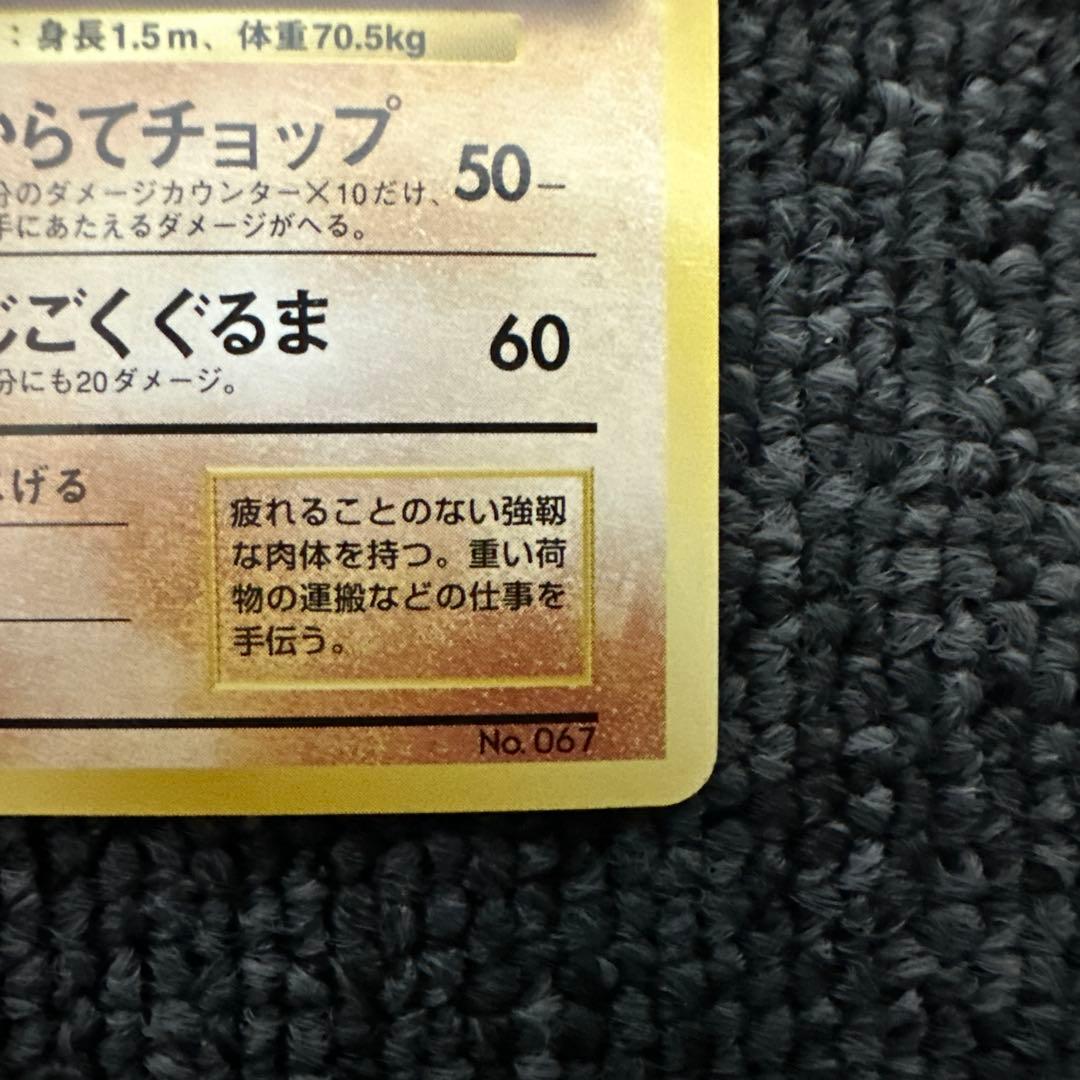 ：身長1.5m、体重70.5kg
らてチョップ 50−
分のダメージカウンター×10だけ、
手にあたえるダメージがへる。
じごくぐるま 60
分にも20ダメージ。
げる
疲れることのない強靱
な肉体を持つ。重い荷
物の運搬などの仕事を
手伝う。
No. 067